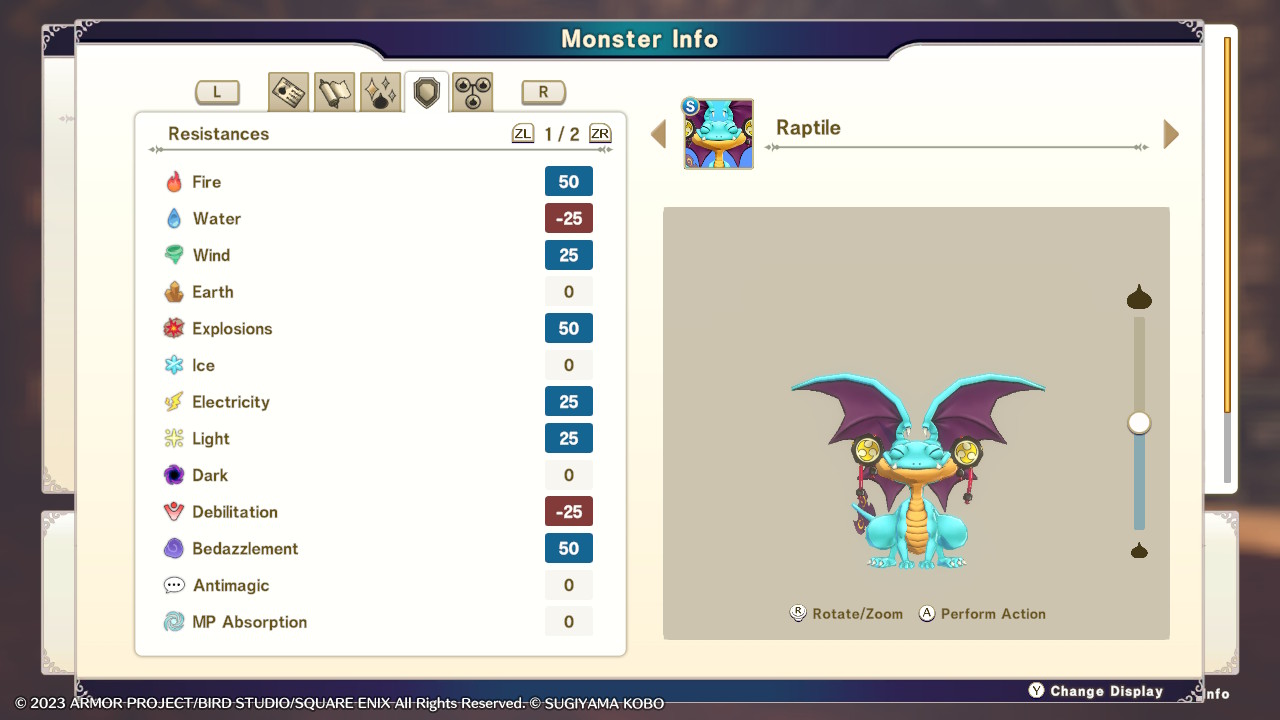 Monster Info
L
R
Resistances
ZL 1 / 2 ZR
S
Raptile
Fire 50
Water -25
Wind 25
Earth 0
Explosions 50
Ice 0
Electricity 25
Light 25
Dark 0
Debilitation -25
Bedazzlement 50
Antimagic 0
MP Absorption 0
R Rotate/Zoom A Perform Action
Y Change Display
nfo
© 2023 ARMOR PROJECT/BIRD STUDIO/SQUARE ENIX All Rights Reserved. © SUGIYAMA KOBO